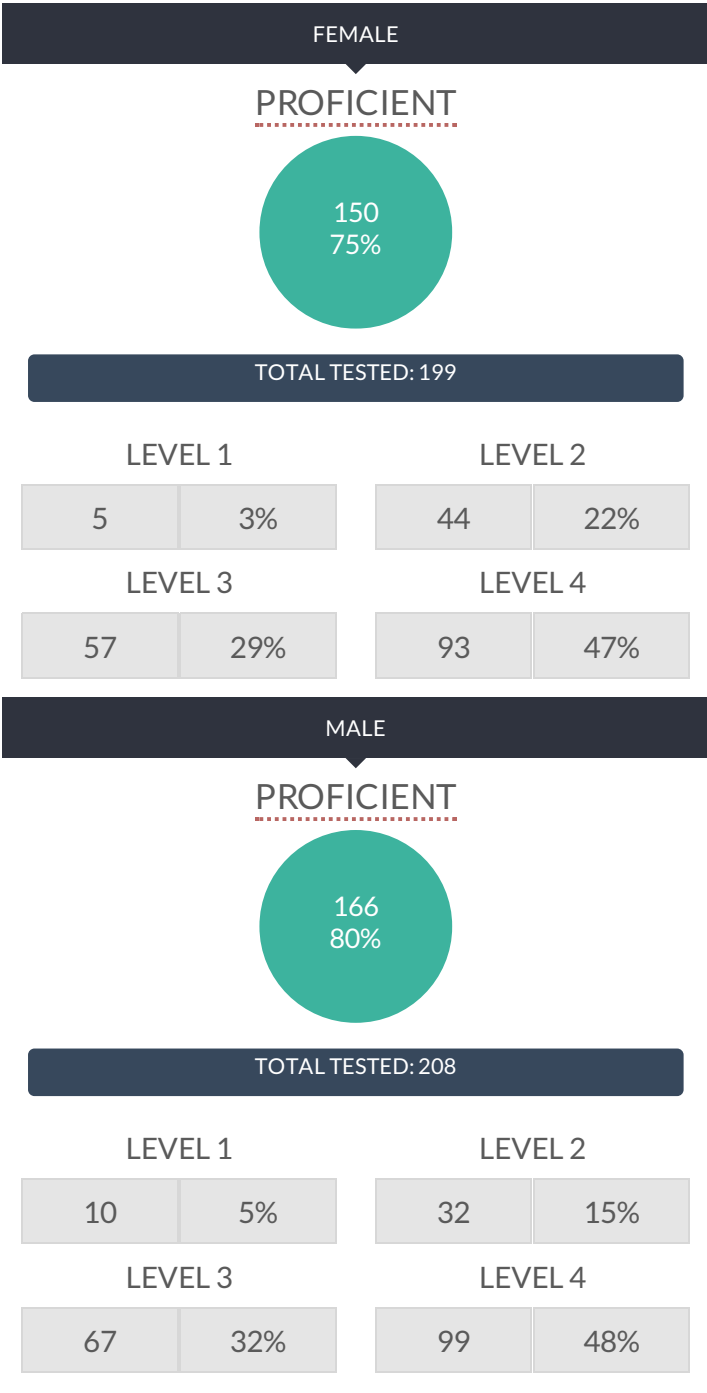 FEMALE
PROFICIENT
150
75%
TOTAL TESTED: 199
LEVEL 1 LEVEL 2
5 3% 44 22%
LEVEL 3 LEVEL 4
57 29% 93 47%
MALE
PROFICIENT
166
80%
TOTAL TESTED: 208
LEVEL 1 LEVEL 2
10 5% 32 15%
LEVEL 3 LEVEL 4
67 32% 99 48%